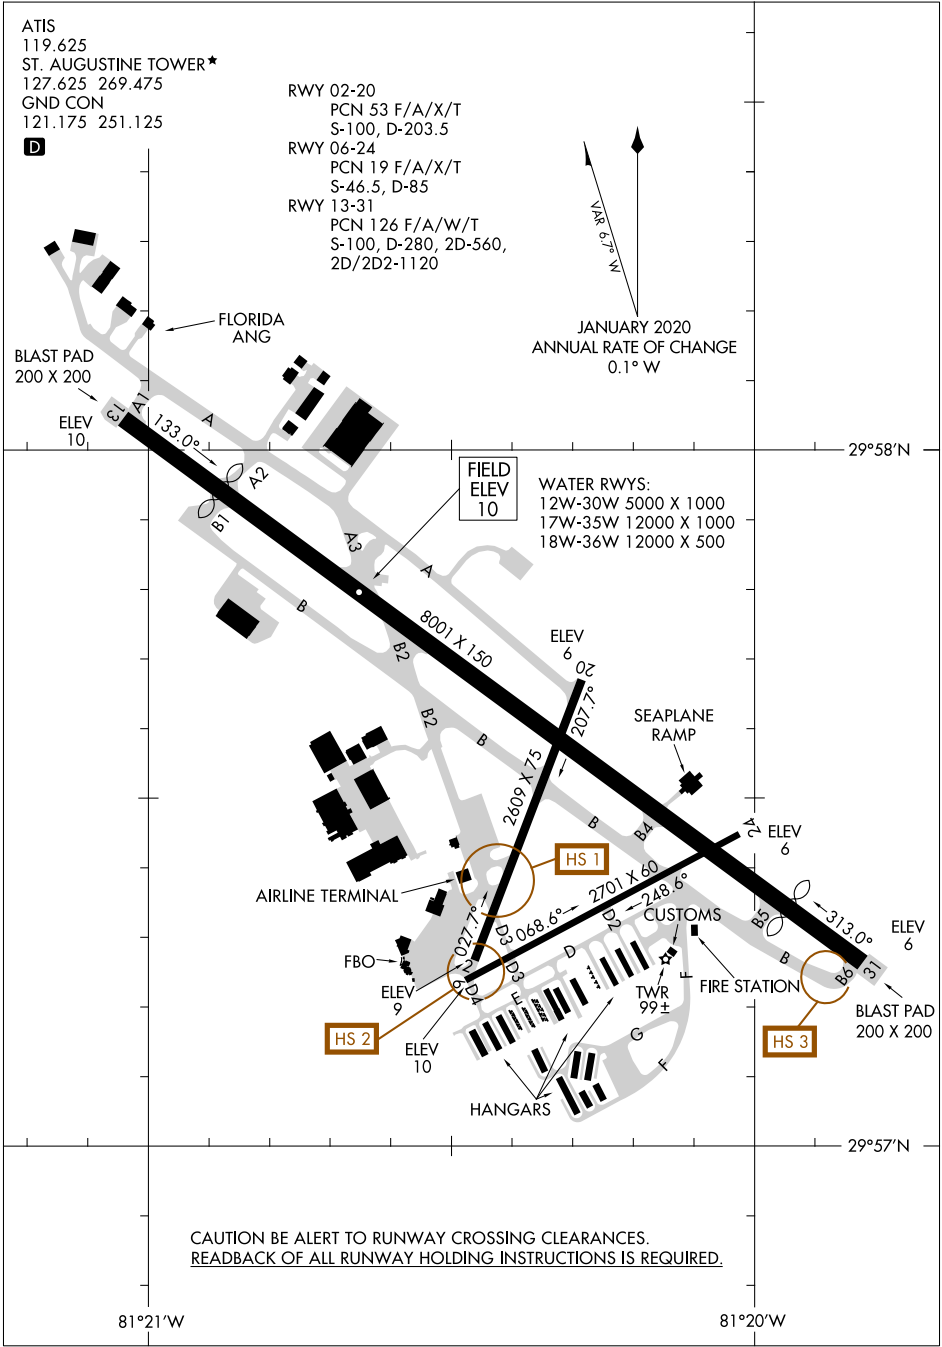 ATIS
119.625
ST. AUGUSTINE TOWER★
127.625 269.475
GND CON
121.175 251.125
D
RWY 02-20
PCN 53 F/A/X/T
S-100, D-203.5
RWY 06-24
PCN 19 F/A/X/T
S-46.5, D-85
RWY 13-31
PCN 126 F/A/W/T
S-100, D-280, 2D-560,
2D/2D2-1120
VAR 6.7° W
JANUARY 2020
ANNUAL RATE OF CHANGE
0.1° W
FLORIDA
ANG
BLAST PAD
200 X 200
ELEV
10
13
A1
A
133.0°
A2
B1
29°58'N
FIELD
ELEV
10
WATER RWYS:
12W-30W 5000 X 1000
17W-35W 12000 X 1000
18W-36W 12000 X 500
A3
A
B
8001 X 150
B2
ELEV
6
20
207.7°
B2
B
SEAPLANE
RAMP
2609 X 75
B
B4
24
ELEV
6
HS 1
AIRLINE TERMINAL
2701 X 60
248.6°
068.6°
027.7°
D3
D2
CUSTOMS
B5
313.0°
ELEV
6
FBO
2
D3
D
F
B
B6
31
ELEV
9
6
D4
E
TWR
99±
FIRE STATION
BLAST PAD
200 X 200
HS 2
ELEV
10
G
F
HS 3
HANGARS
29°57'N
CAUTION BE ALERT TO RUNWAY CROSSING CLEARANCES.
READBACK OF ALL RUNWAY HOLDING INSTRUCTIONS IS REQUIRED.
81°21'W
81°20'W